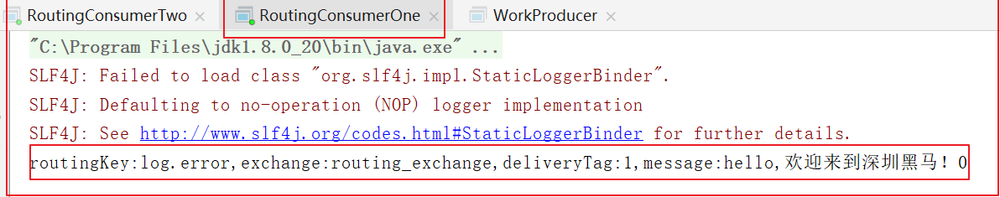 RoutingConsumerTwo × RoutingConsumerOne × WorkProducer ×
"C:\Program Files\jdk1.8.0_20\bin\java.exe" ...
SLF4J: Failed to load class "org.slf4j.impl.StaticLoggerBinder".
SLF4J: Defaulting to no-operation (NOP) logger implementation
SLF4J: See http://www.slf4j.org/codes.html#StaticLoggerBinder for further details.
routingKey:log.error,exchange:routing_exchange,deliveryTag:1,message:hello,欢迎来到深圳黑马！0